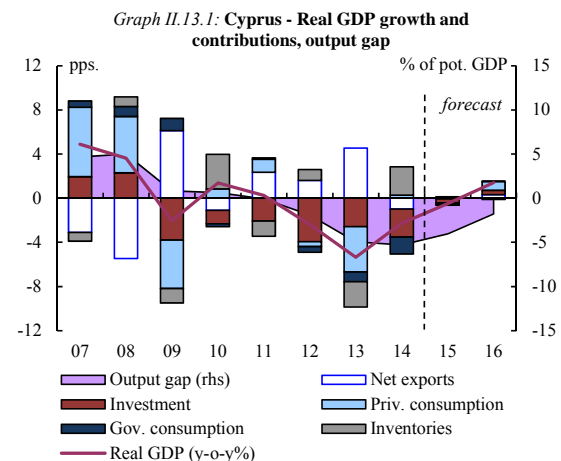 Graph II.13.1: Cyprus - Real GDP growth and
contributions, output gap
pps.
% of pot. GDP
forecast
12
8
4
0
-4
-8
-12
15
10
5
0
-5
-10
-15
07 08 09 10 11 12 13 14 15 16
Output gap (rhs) Net exports
Investment Priv. consumption
Gov. consumption Inventories
Real GDP (y-o-y%)